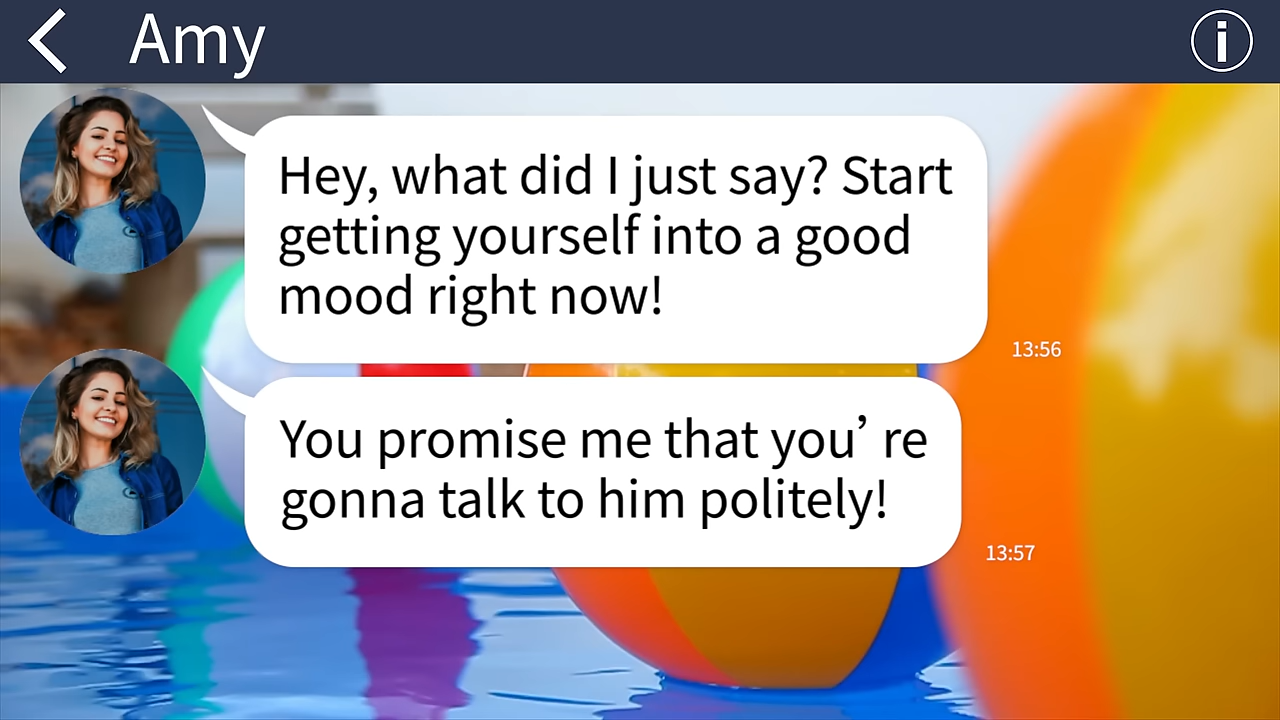 Amy
Hey, what did I just say? Start
getting yourself into a good
mood right now!
13:56
You promise me that you’ re
gonna talk to him politely!
13:57